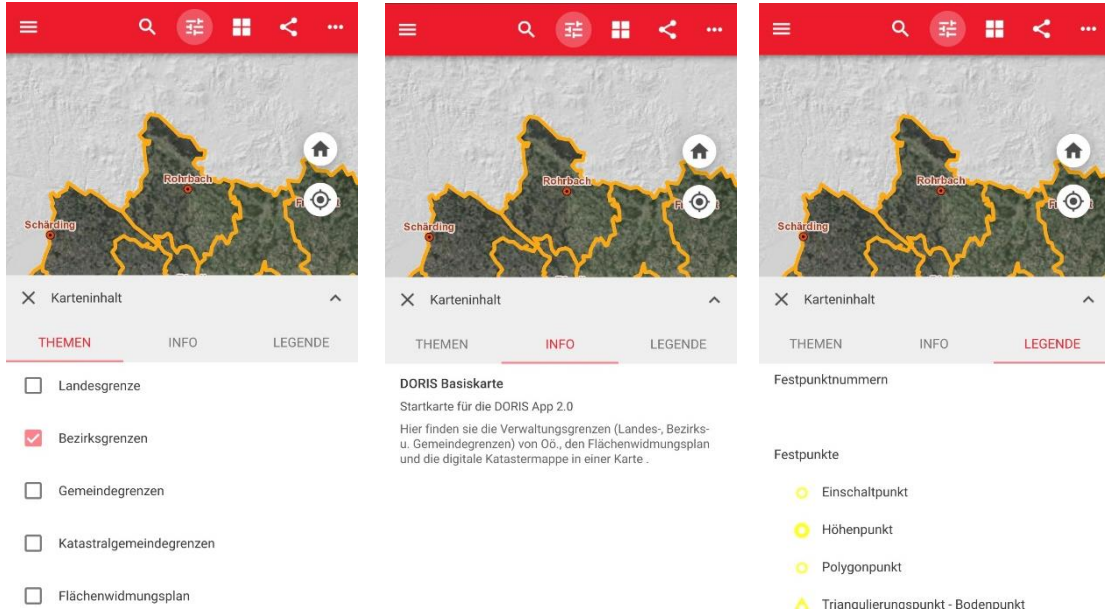 Rohrbach
Schärding
Karteninhalt
THEMEN INFO LEGENDE
Landesgrenze
Bezirksgrenzen
Gemeindegrenzen
Katastralgemeindegrenzen
Flächenwidmungsplan
Rohrbach
Schärding
Karteninhalt
THEMEN INFO LEGENDE
DORIS Basiskarte
Startkarte für die DORIS App 2.0
Hier finden sie die Verwaltungsgrenzen (Landes-, Bezirks-
u. Gemeindegrenzen) von Oö., den Flächenwidmungsplan
und die digitale Katastermappe in einer Karte .
Rohrbach
Schärding
Karteninhalt
THEMEN INFO LEGENDE
Festpunktnummern
Festpunkte
Einschaltpunkt
Höhenpunkt
Polygonpunkt
Triangulierungspunkt - Bodenpunkt